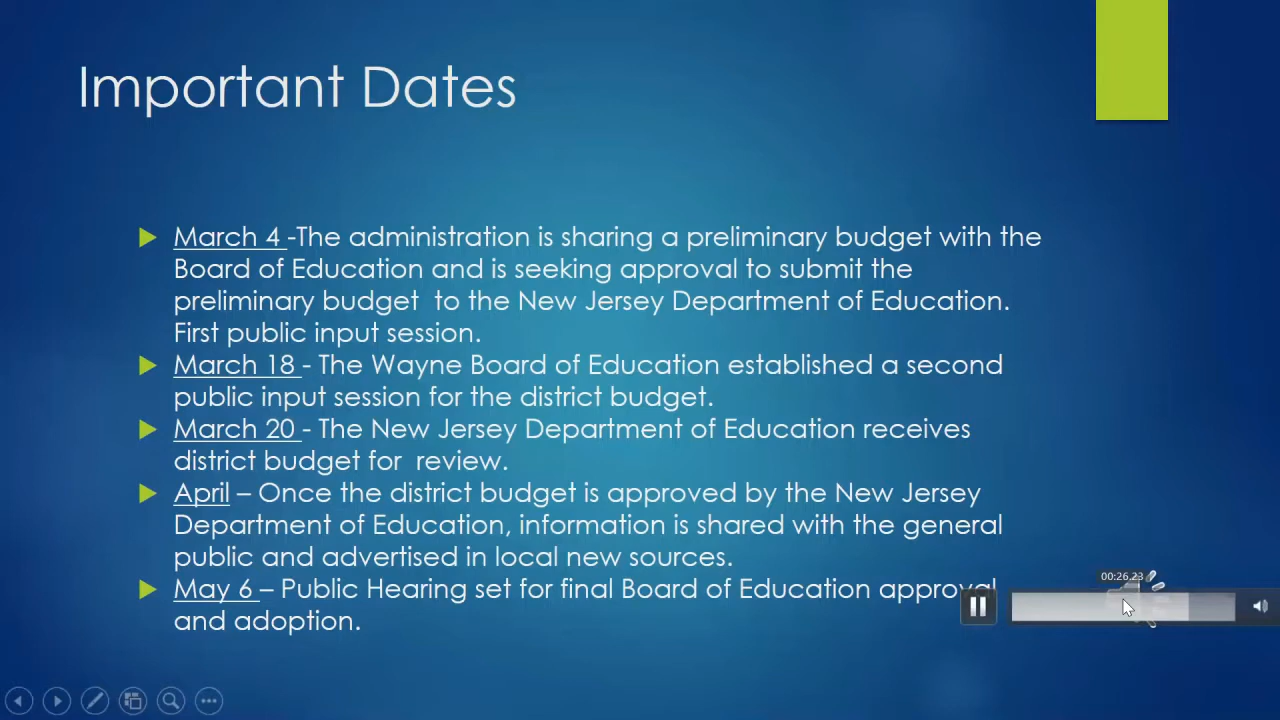 Important Dates
March 4 -The administration is sharing a preliminary budget with the
Board of Education and is seeking approval to submit the
preliminary budget  to the New Jersey Department of Education.
First public input session.
March 18 - The Wayne Board of Education established a second
public input session for the district budget.
March 20 - The New Jersey Department of Education receives
district budget for  review.
April – Once the district budget is approved by the New Jersey
Department of Education, information is shared with the general
public and advertised in local new sources.
May 6 – Public Hearing set for final Board of Education approval
and adoption.
00:26.23